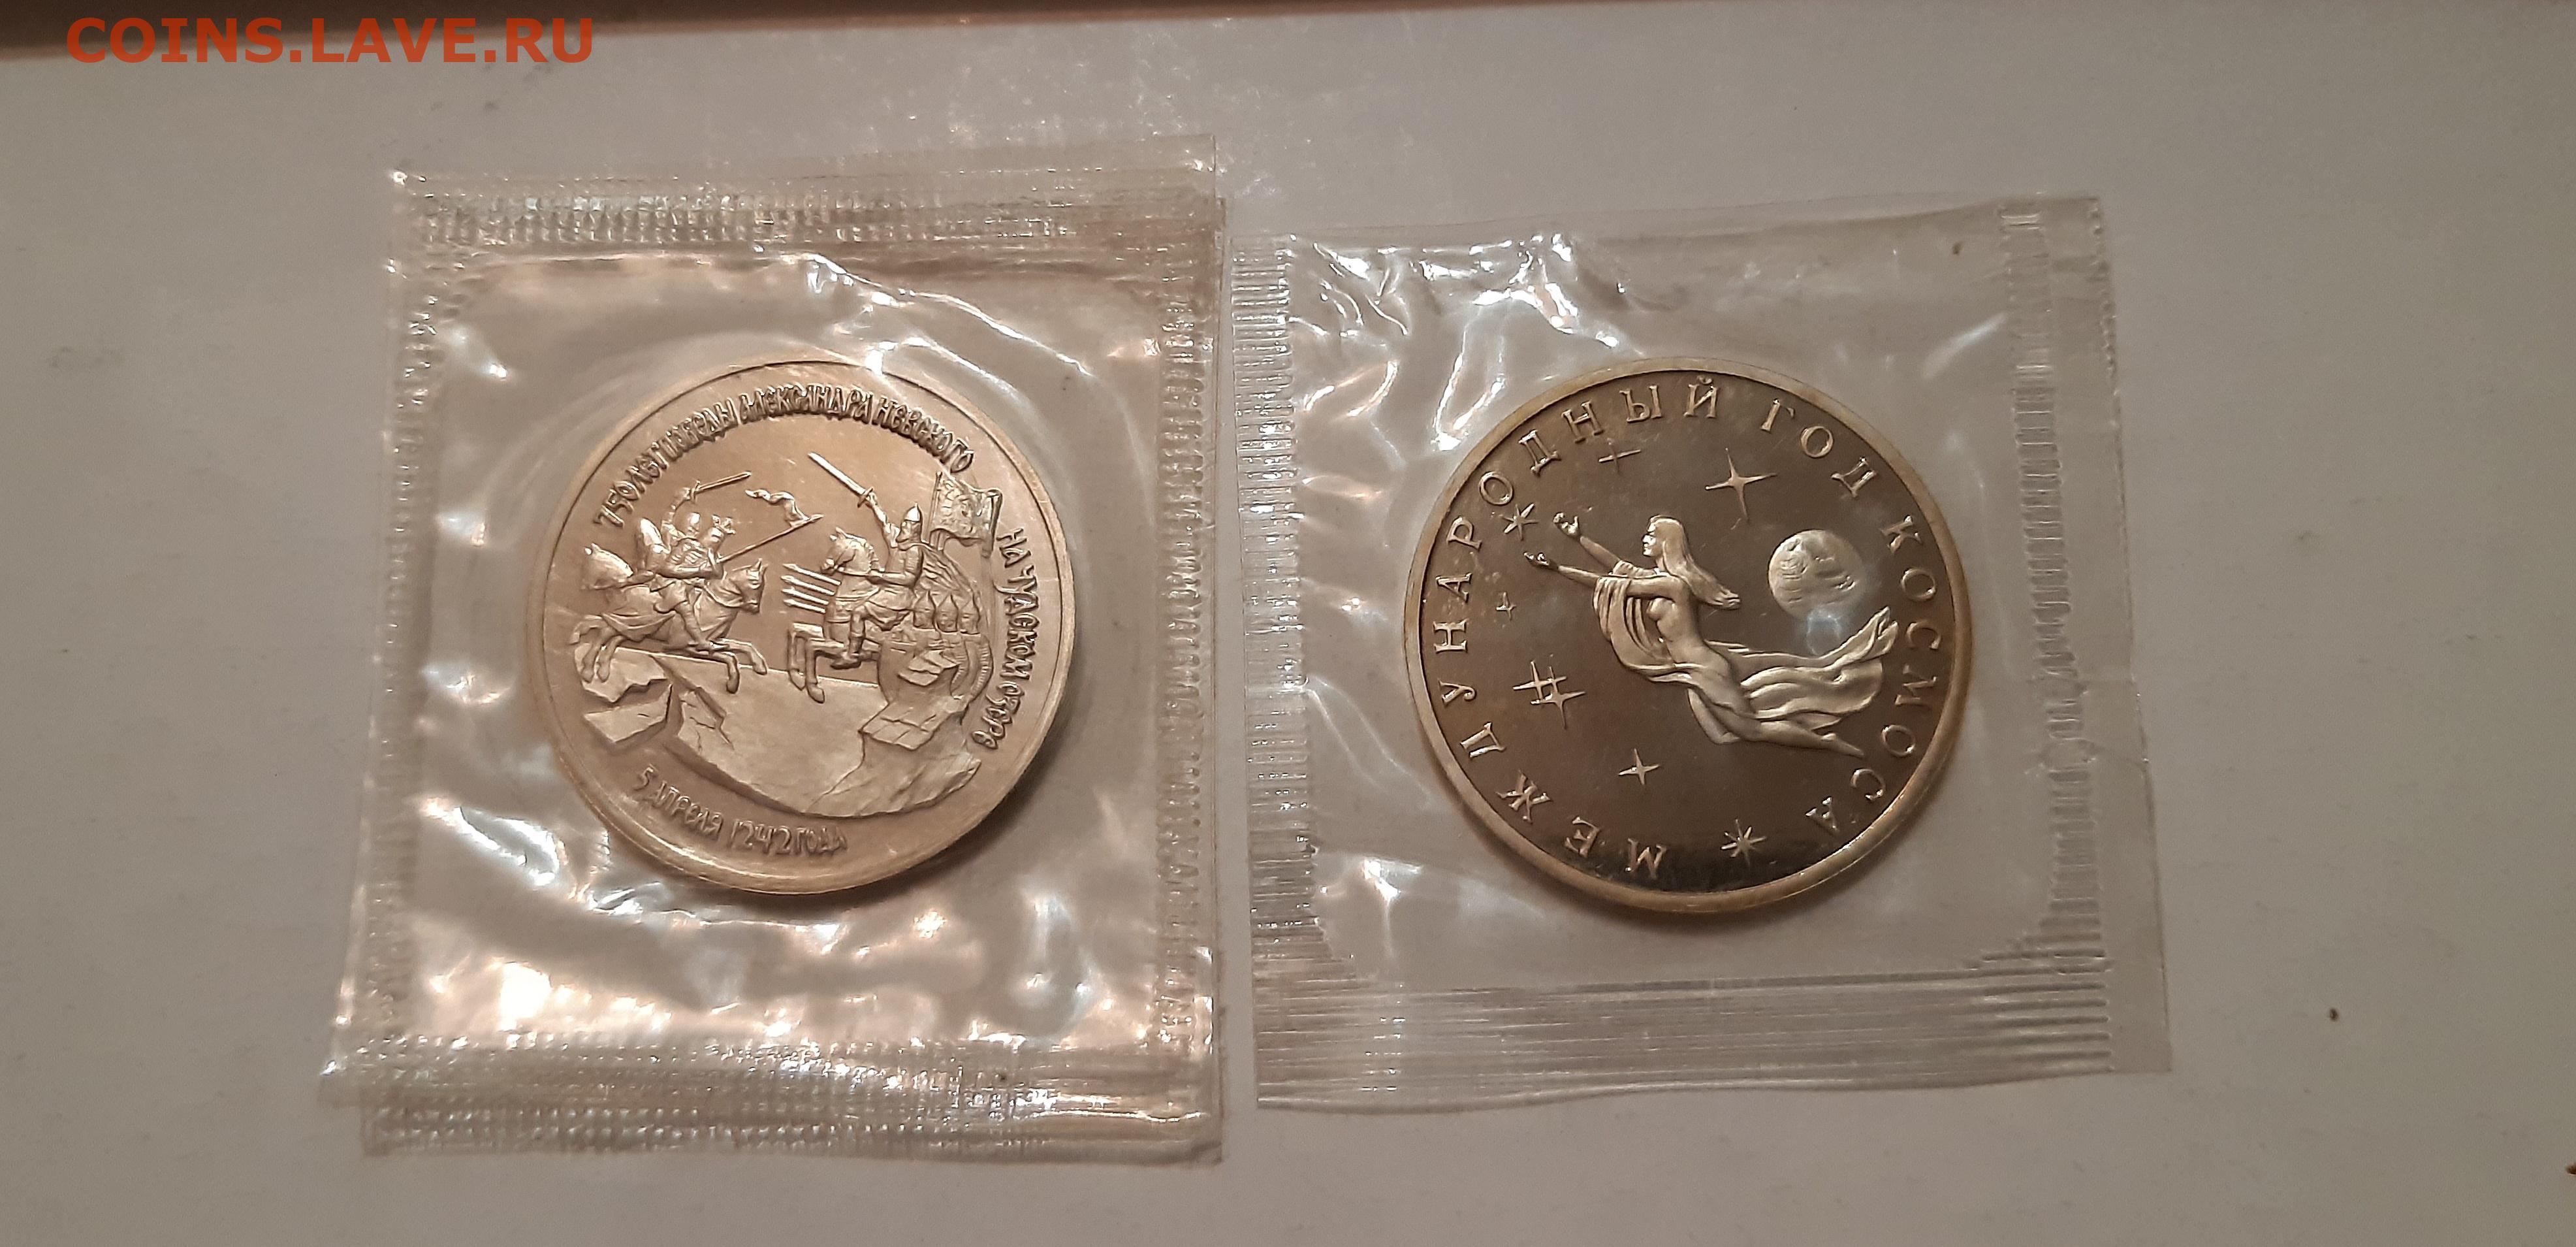 COINS.LAVE.RU
750 ЛЕТ ПОБЕДЫ АЛЕКСАНДРА НЕВСКОГО
НА ЧУДСКОМ ОЗЕРЕ
5 АПРЕЛЯ 1242 ГОДА
МЕЖДУНАРОДНЫЙ ГОД КОСМОСА